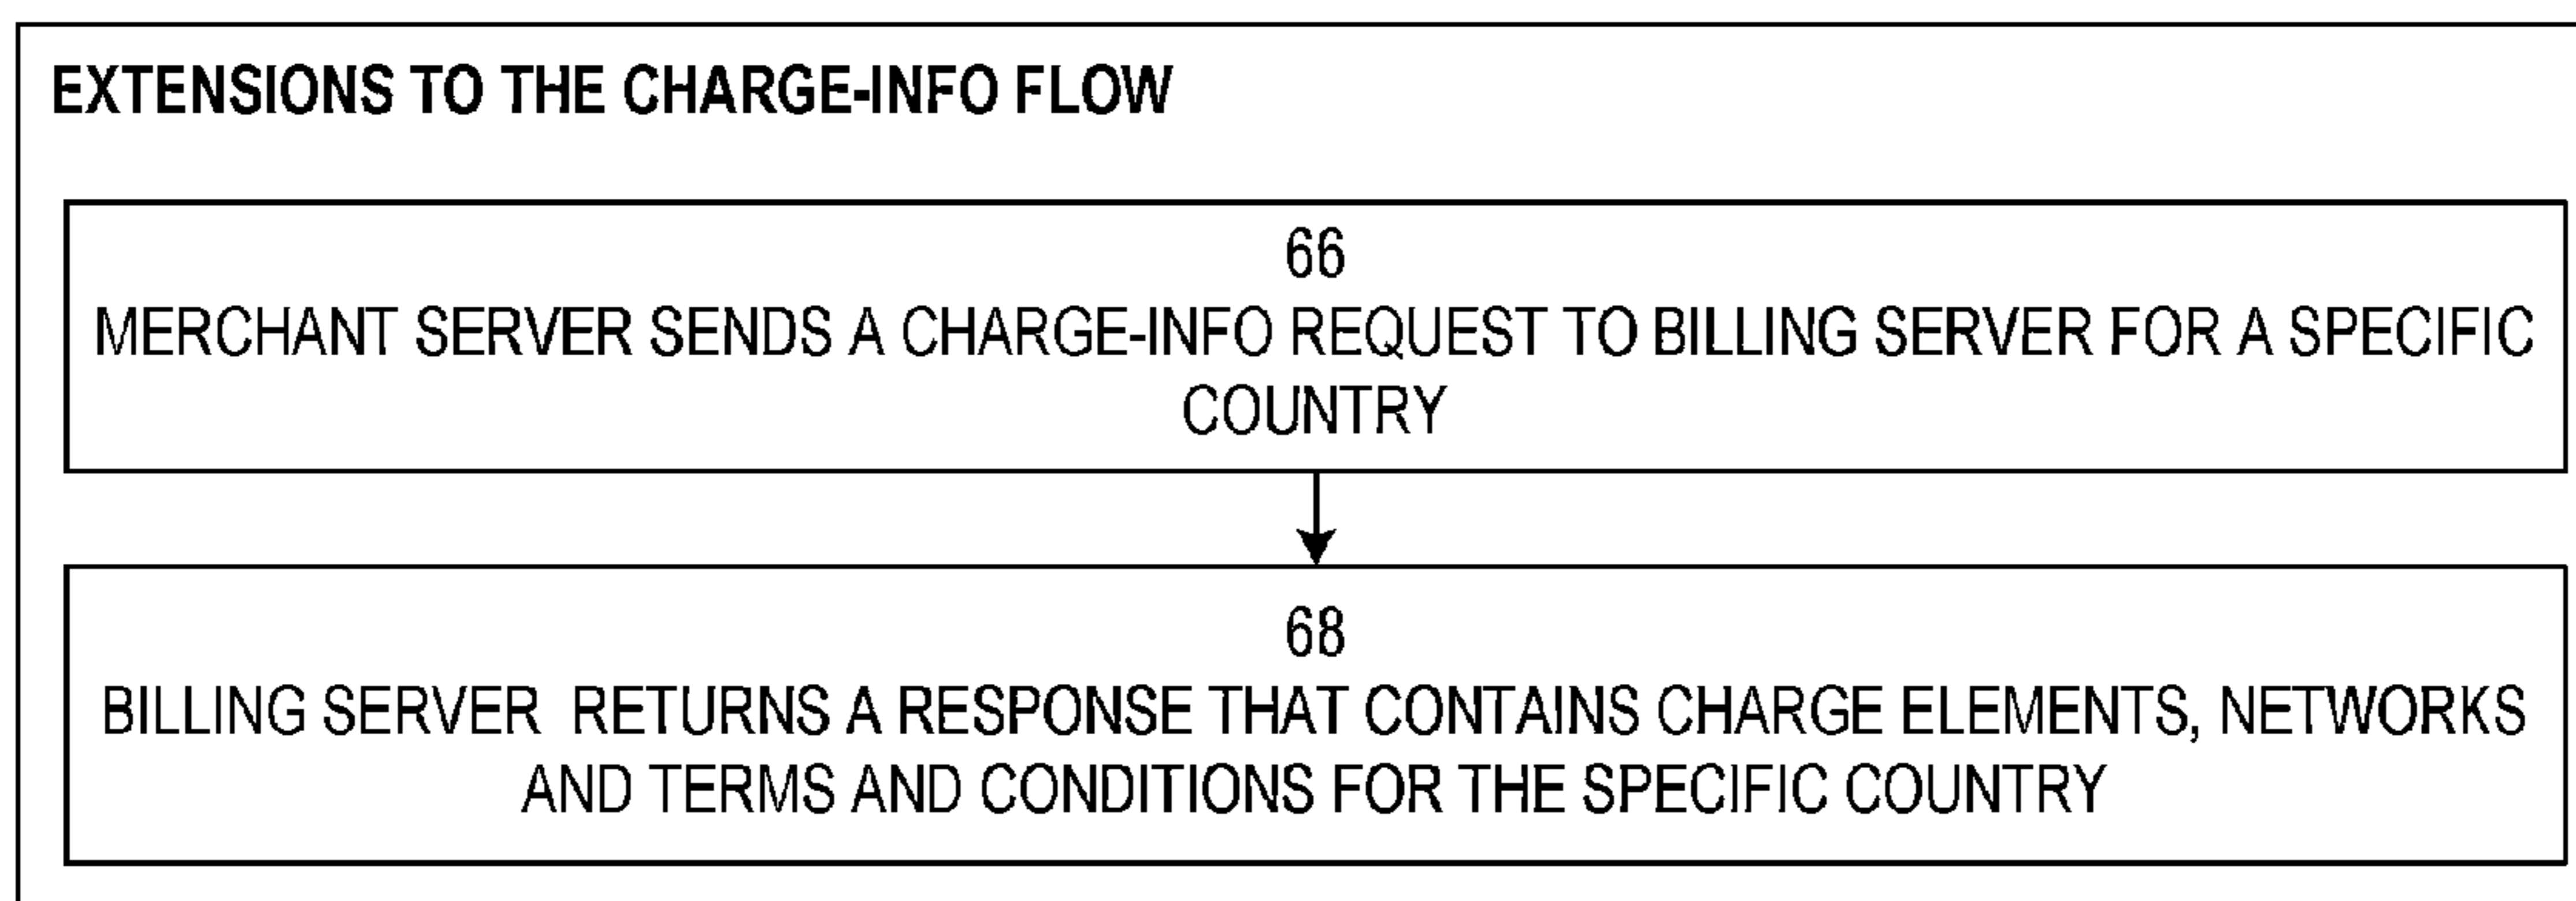 EXTENSIONS TO THE CHARGE-INFO FLOW
66
MERCHANT SERVER SENDS A CHARGE-INFO REQUEST TO BILLING SERVER FOR A SPECIFIC
COUNTRY
68
BILLING SERVER RETURNS A RESPONSE THAT CONTAINS CHARGE ELEMENTS, NETWORKS
AND TERMS AND CONDITIONS FOR THE SPECIFIC COUNTRY